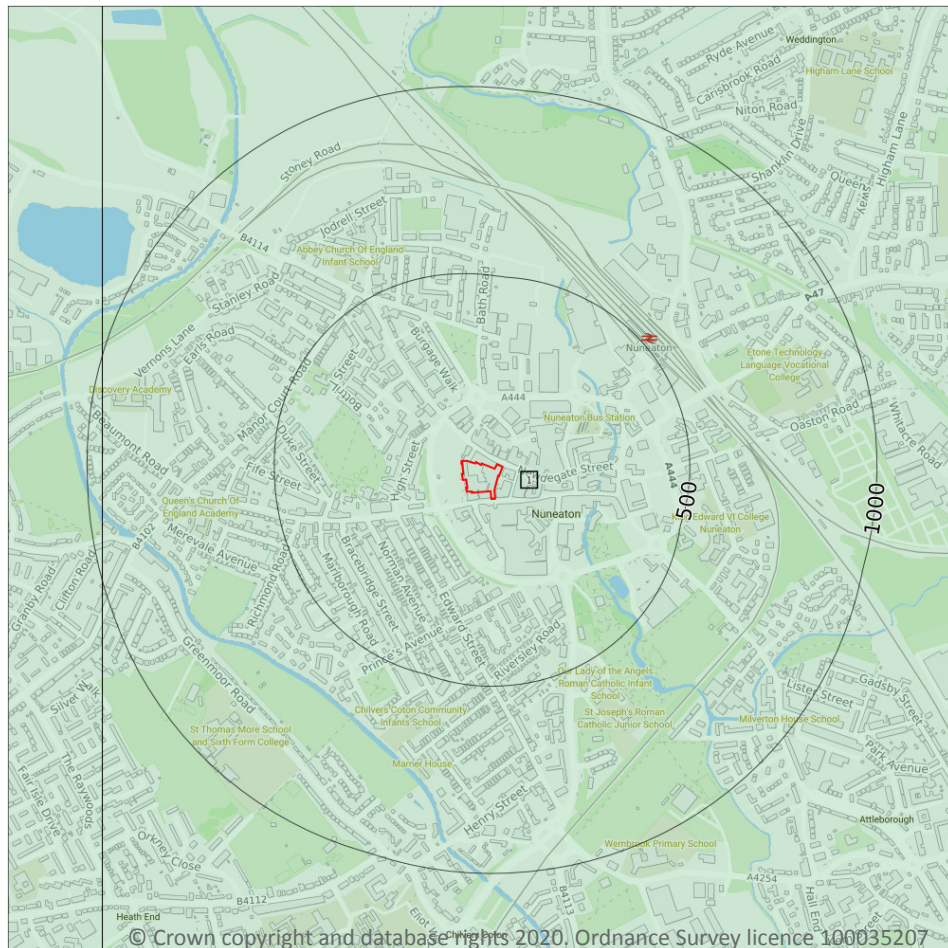 Weddington
Ryde Avenue
Carisbrook Road
Higham Lane School
Niton Road
Higham Lane
Shanklin Drive
Queensway
Stoney Road
Jodrell Street
B4114
Abbey Church Of England
Infant School
Stanley Road
Bath Road
A47
Vernons Lane
Earls Road
Burgage Walk
Nuneaton
Etone Technology
Language Vocational
College
Discovery Academy
Manor Court Road
Bottrill Street
A444
Nuneaton Bus Station
Oaston Road
Whitacre Road
Beaumont Road
Duke Street
High Street
Fife Street
1
egate Street
A444
500
1000
Queen's Church Of
England Academy
Nuneaton
Edward VI College
Nuneaton
B4102
Merevale Avenue
Clifton Road
Granby Road
Richmond Road
Bracebridge Street
Marlborough Road
Norman Avenue
Edward Street
Prince's Avenue
Riversley Road
Greenmoor Road
Silver Walk
Our Lady of the Angels
Roman Catholic Infant
School
Gadsby Street
Lister Street
St Joseph's Roman
Catholic Junior School
Milverton House School
Chilvers Coton Community
Infants School
St Thomas More School
and Sixth Form College
Park Avenue
Marner House
The Raywoods
Fair Isle Drive
Henry Street
Attleborough
Orkney Close
Wembrook Primary School
A4254
B4112
B4113
Heath End
© Crown copyright and database rights 2020. Ordnance Survey licence 100035207